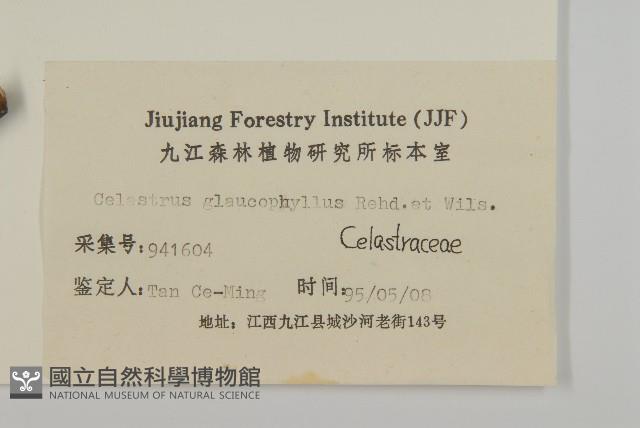 Jiujiang Forestry Institute (JJF)
九江森林植物研究所标本室
Celastrus glaucophyllus Rehd. et Wils.
采集号: 941604 Celastraceae
鉴定人: Tan Ce-Ming 时间: 95/05/08
地址: 江西九江县城沙河老街143号
國立自然科學博物館
NATIONAL MUSEUM OF NATURAL SCIENCE